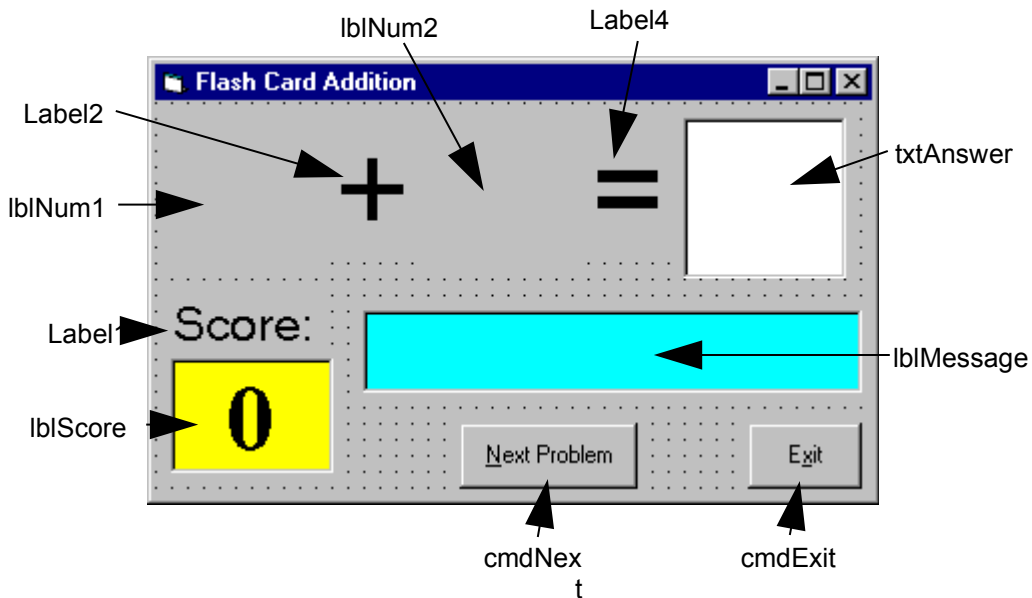 lblNum2
Label4
Flash Card Addition
Label2
+
=
txtAnswer
lblNum1
Score:
Label1
lblMessage
0
lblScore
Next Problem
Exit
cmdNex
t
cmdExit